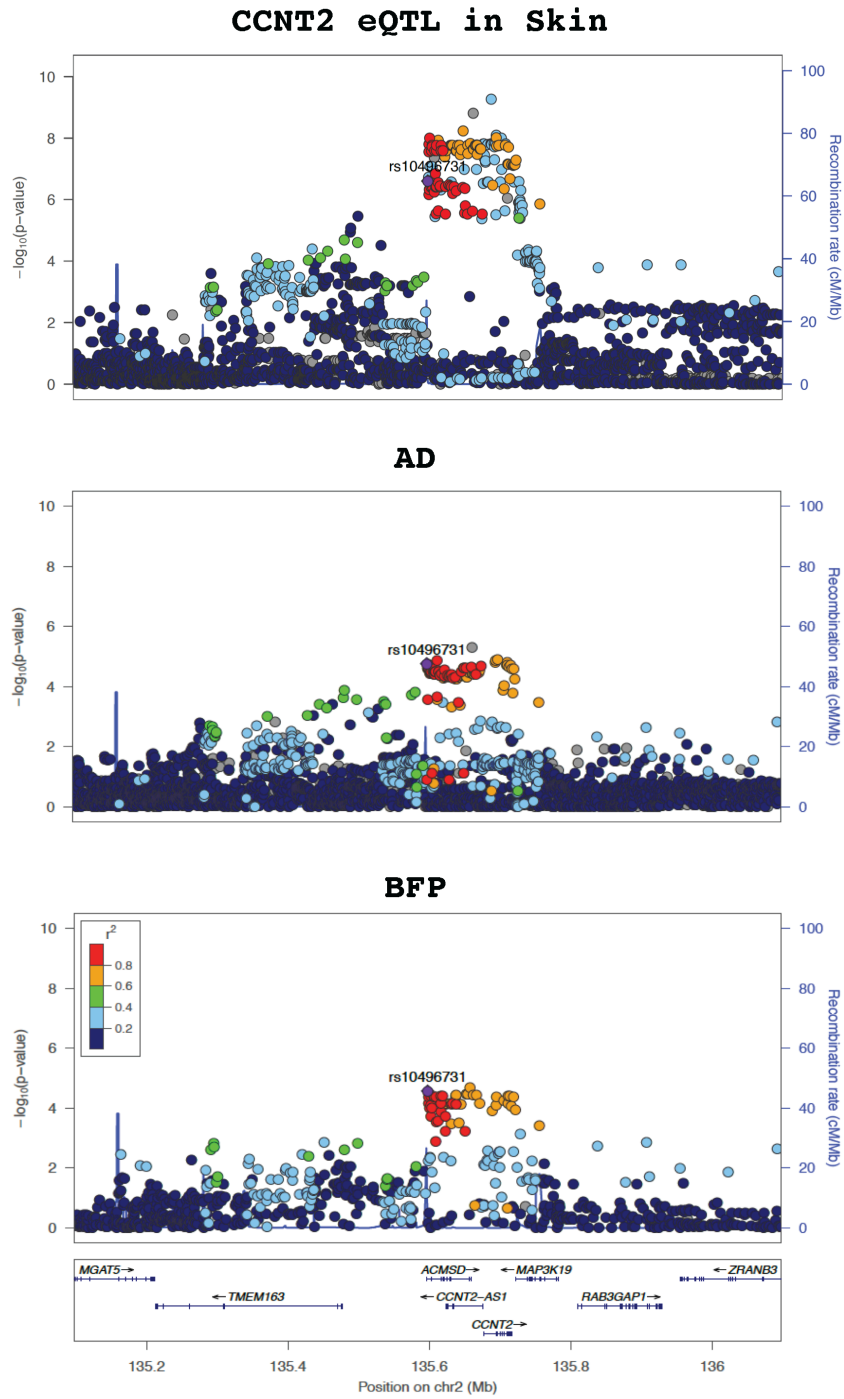 CCNT2 eQTL in Skin
10
8
6
4
2
0
−log10(p−value)
100
80
60
40
20
0
Recombination rate (cM/Mb)
rs10496731
AD
10
8
6
4
2
0
−log10(p−value)
100
80
60
40
20
0
Recombination rate (cM/Mb)
rs10496731
BFP
10
8
6
4
2
0
−log10(p−value)
100
80
60
40
20
0
Recombination rate (cM/Mb)
r2
0.8
0.6
0.4
0.2
rs10496731
MGAT5→ ACMSD→ ←MAP3K19 ←ZRANB3
←TMEM163 ←CCNT2−AS1 RAB3GAP1→
CCNT2→
135.2 135.4 135.6 135.8 136
Position on chr2 (Mb)